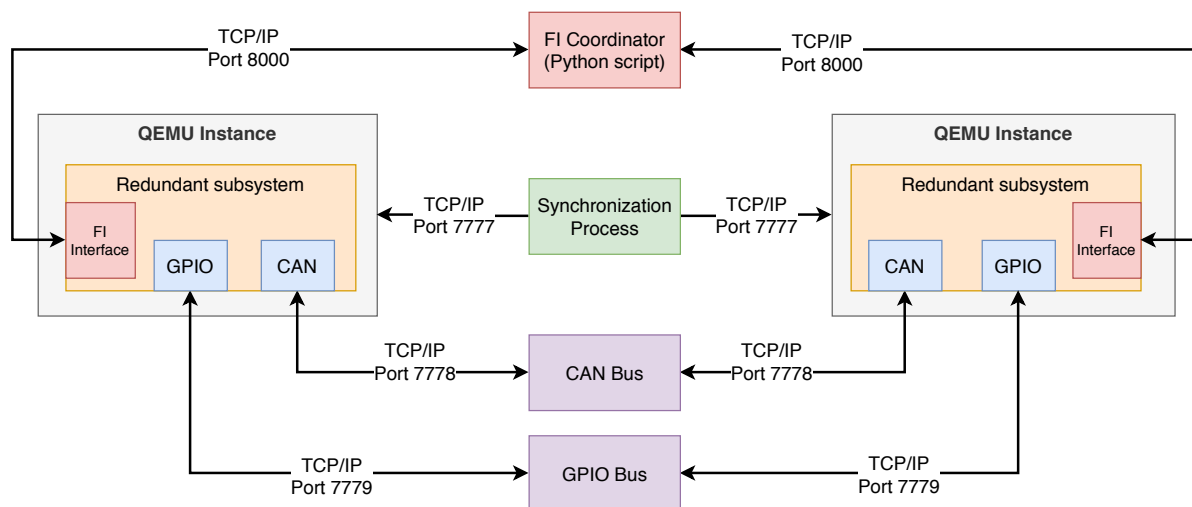 TCP/IP
Port 8000
FI Coordinator
(Python script)
TCP/IP
Port 8000
QEMU Instance
Redundant subsystem
FI
Interface
GPIO
CAN
TCP/IP
Port 7777
Synchronization
Process
TCP/IP
Port 7777
QEMU Instance
Redundant subsystem
FI
Interface
CAN
GPIO
TCP/IP
Port 7778
CAN Bus
TCP/IP
Port 7778
TCP/IP
Port 7779
GPIO Bus
TCP/IP
Port 7779